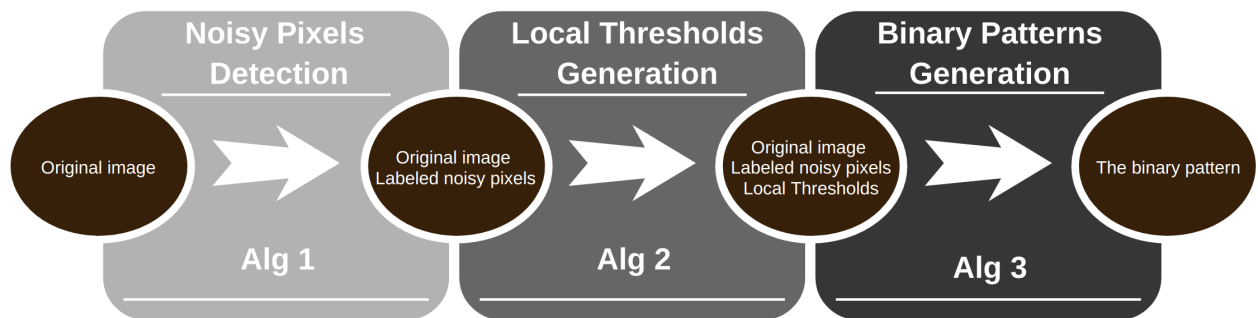 Noisy Pixels
Detection
Original image
Alg 1
Local Thresholds
Generation
Original image
Labeled noisy pixels
Alg 2
Binary Patterns
Generation
Original image
Labeled noisy pixels
Local Thresholds
Alg 3
The binary pattern